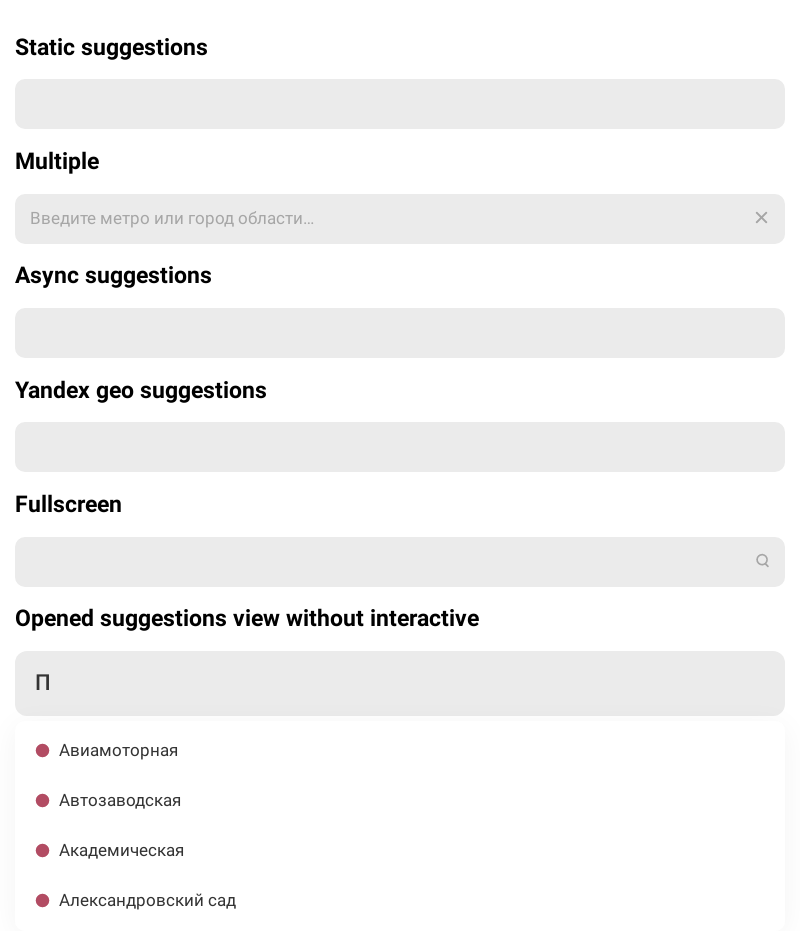 Static suggestions
Multiple
Введите метро или город области…
Async suggestions
Yandex geo suggestions
Fullscreen
Opened suggestions view without interactive
П
Авиамоторная
Автозаводская
Академическая
Александровский сад